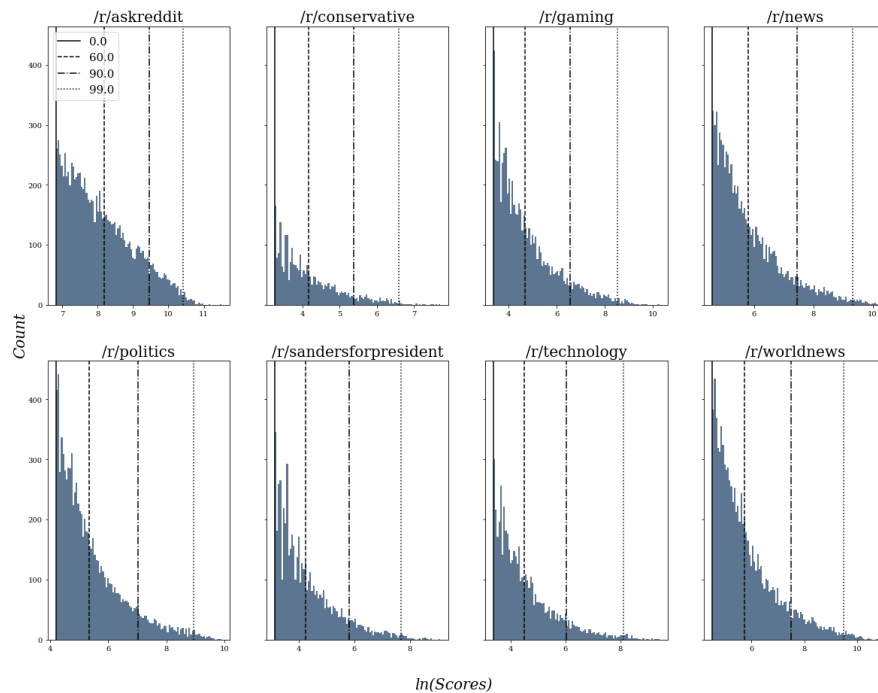 /r/askreddit
/r/conservative
/r/gaming
/r/news
0.0
60.0
90.0
99.0
400
300
200
100
0
7 8 9 10 11
4 5 6 7
4 6 8 10
6 8 10
Count
/r/politics
/r/sandersforpresident
/r/technology
/r/worldnews
400
300
200
100
0
4 6 8 10
4 6 8
4 6 8
6 8 10
ln(Scores)